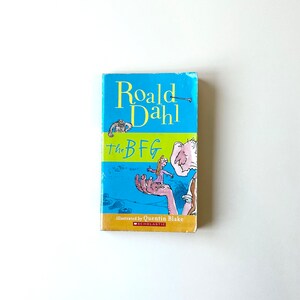 Roald
Dahl
The BFG
illustrated by Quentin Blake
SCHOLASTIC